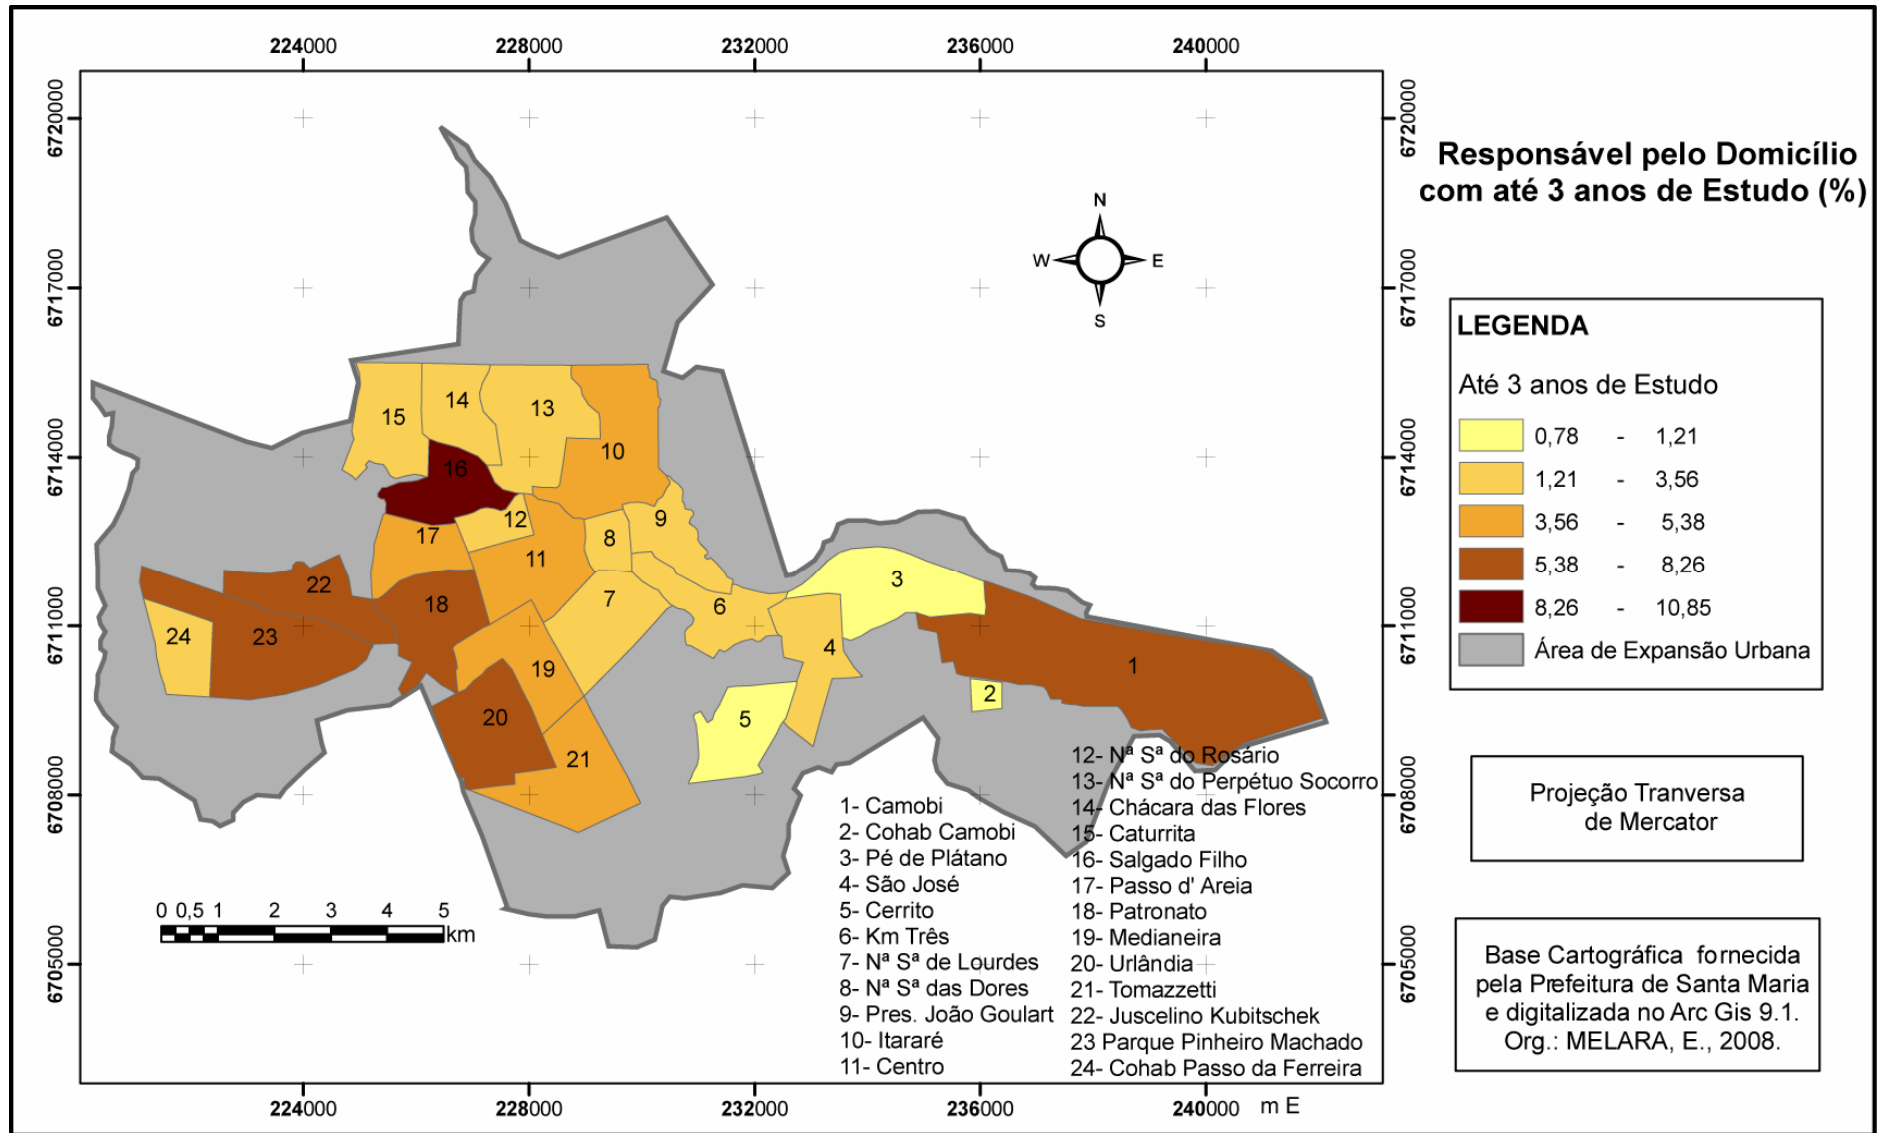 224000 228000 232000 236000 240000
6720000
6717000
6714000
6711000
6708000
6705000
6720000
6717000
6714000
6711000
6708000
6705000
N
W E
S
15
14
13
10
16
17
12
11
8
9
7
6
3
4
1
2
5
22
18
24
23
19
20
21
0 0,5 1 2 3 4 5
km
1- Camobi
2- Cohab Camobi
3- Pé de Plátano
4- São José
5- Cerrito
6- Km Três
7- Nª Sª de Lourdes
8- Nª Sª das Dores
9- Pres. João Goulart
10- Itararé
11- Centro
12- Nª Sª do Rosário
13- Nª Sª do Perpétuo Socorro
14- Chácara das Flores
15- Caturrita
16- Salgado Filho
17- Passo d' Areia
18- Patronato
19- Medianeira
20- Urlândia
21- Tomazzetti
22- Juscelino Kubitschek
23 Parque Pinheiro Machado
24- Cohab Passo da Ferreira
224000 228000 232000 236000 240000
m E
Responsável pelo Domicílio
com até 3 anos de Estudo (%)
LEGENDA
Até 3 anos de Estudo
0,78 - 1,21
1,21 - 3,56
3,56 - 5,38
5,38 - 8,26
8,26 - 10,85
Área de Expansão Urbana
Projeção Tranversa
de Mercator
Base Cartográfica fornecida
pela Prefeitura de Santa Maria
e digitalizada no Arc Gis 9.1.
Org.: MELARA, E., 2008.